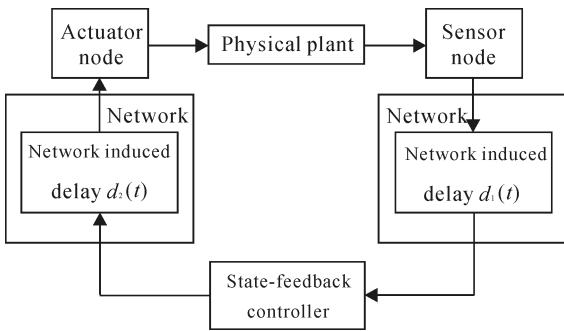 Actuator
node
Physical plant
Sensor
node
Network
Network induced
delay d₂(t)
Network
Network induced
delay d₁(t)
State-feedback
controller